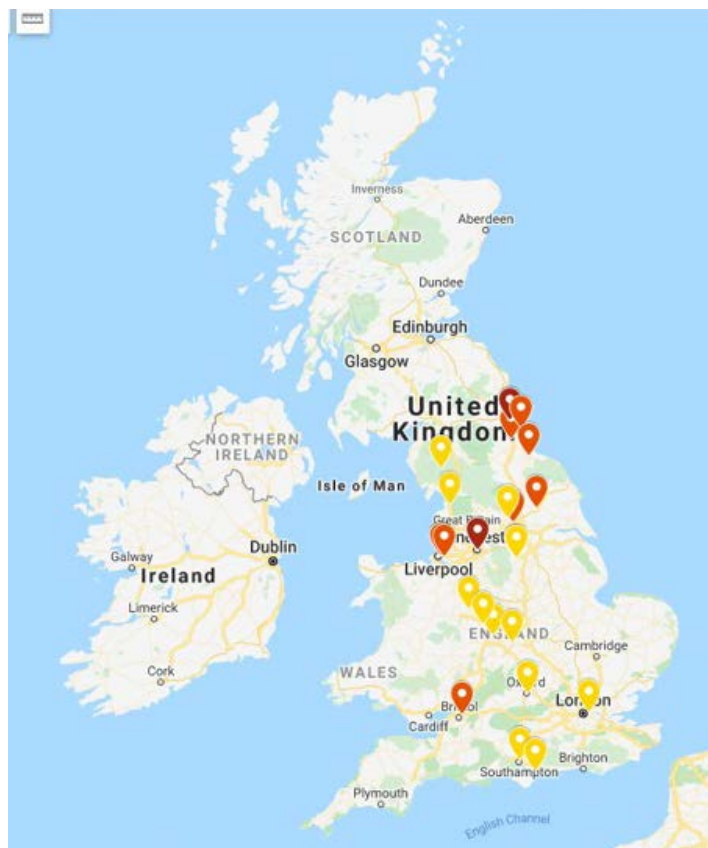 Inverness
Aberdeen
SCOTLAND
Dundee
Edinburgh
Glasgow
United
Kingdom
NORTHERN
IRELAND
Isle of Man
Great Britain
Dublin
Galway
Ireland
Liverpool
Limerick
ENGLAND
Cambridge
Cork
WALES
Oxford
London
Bristol
Cardiff
Brighton
Southampton
Plymouth
English Channel